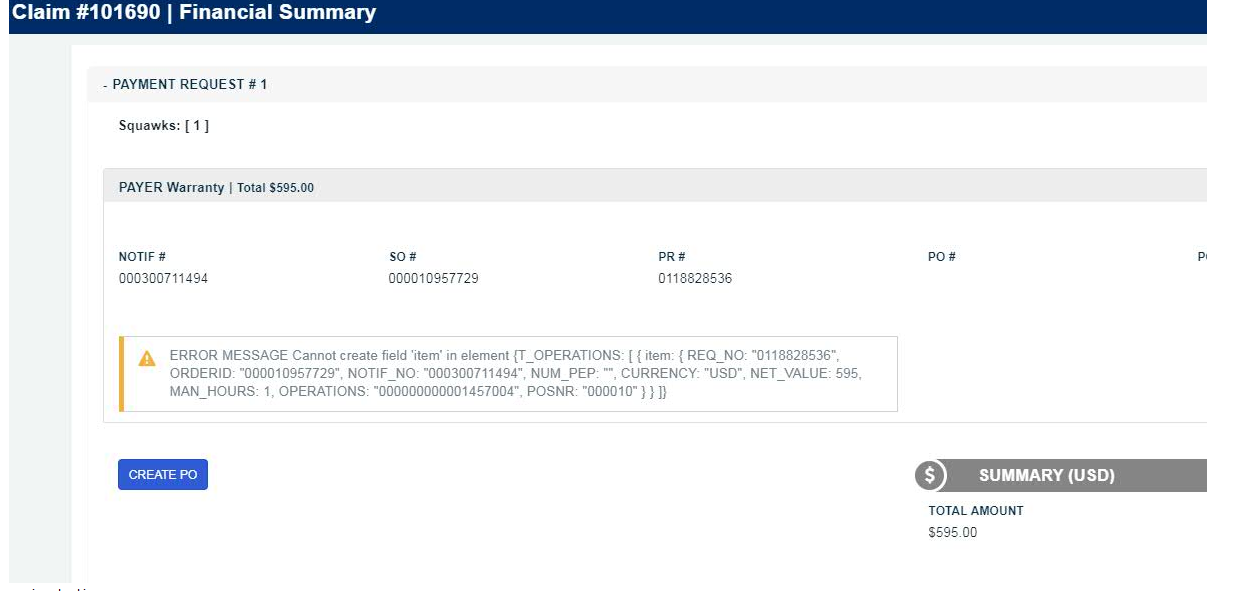 Claim #101690 | Financial Summary
- PAYMENT REQUEST # 1
Squawks: [ 1 ]
PAYER Warranty | Total $595.00
NOTIF # SO # PR # PO #
000300711494 000010957729 0118828536
ERROR MESSAGE Cannot create field 'item' in element {T_OPERATIONS: [ { item: { REQ_NO: "0118828536",
ORDERID: "000010957729", NOTIF_NO: "000300711494", NUM_PEP: "", CURRENCY: "USD", NET_VALUE: 595,
MAN_HOURS: 1, OPERATIONS: "000000000001457004", POSNR: "000010" } } ]}
CREATE PO
$ SUMMARY (USD)
TOTAL AMOUNT
$595.00